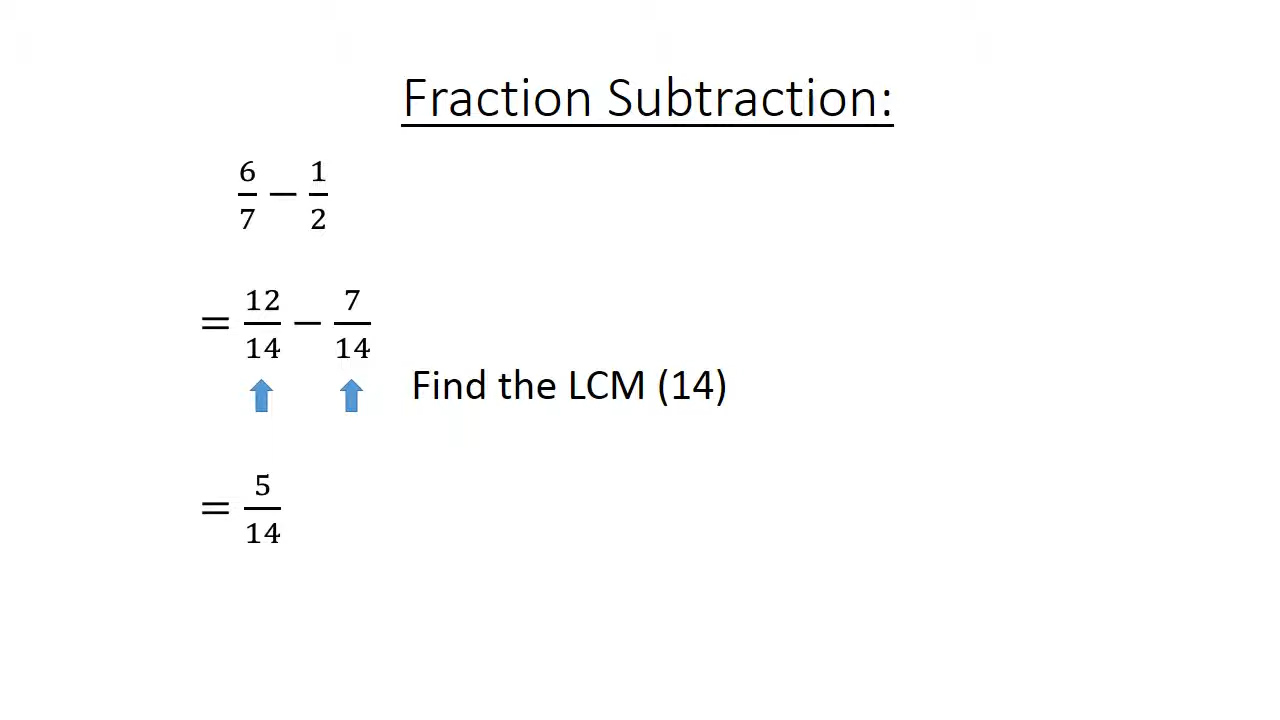 Fraction Subtraction:
6/7 − 1/2
= 12/14 − 7/14
Find the LCM (14)
= 5/14